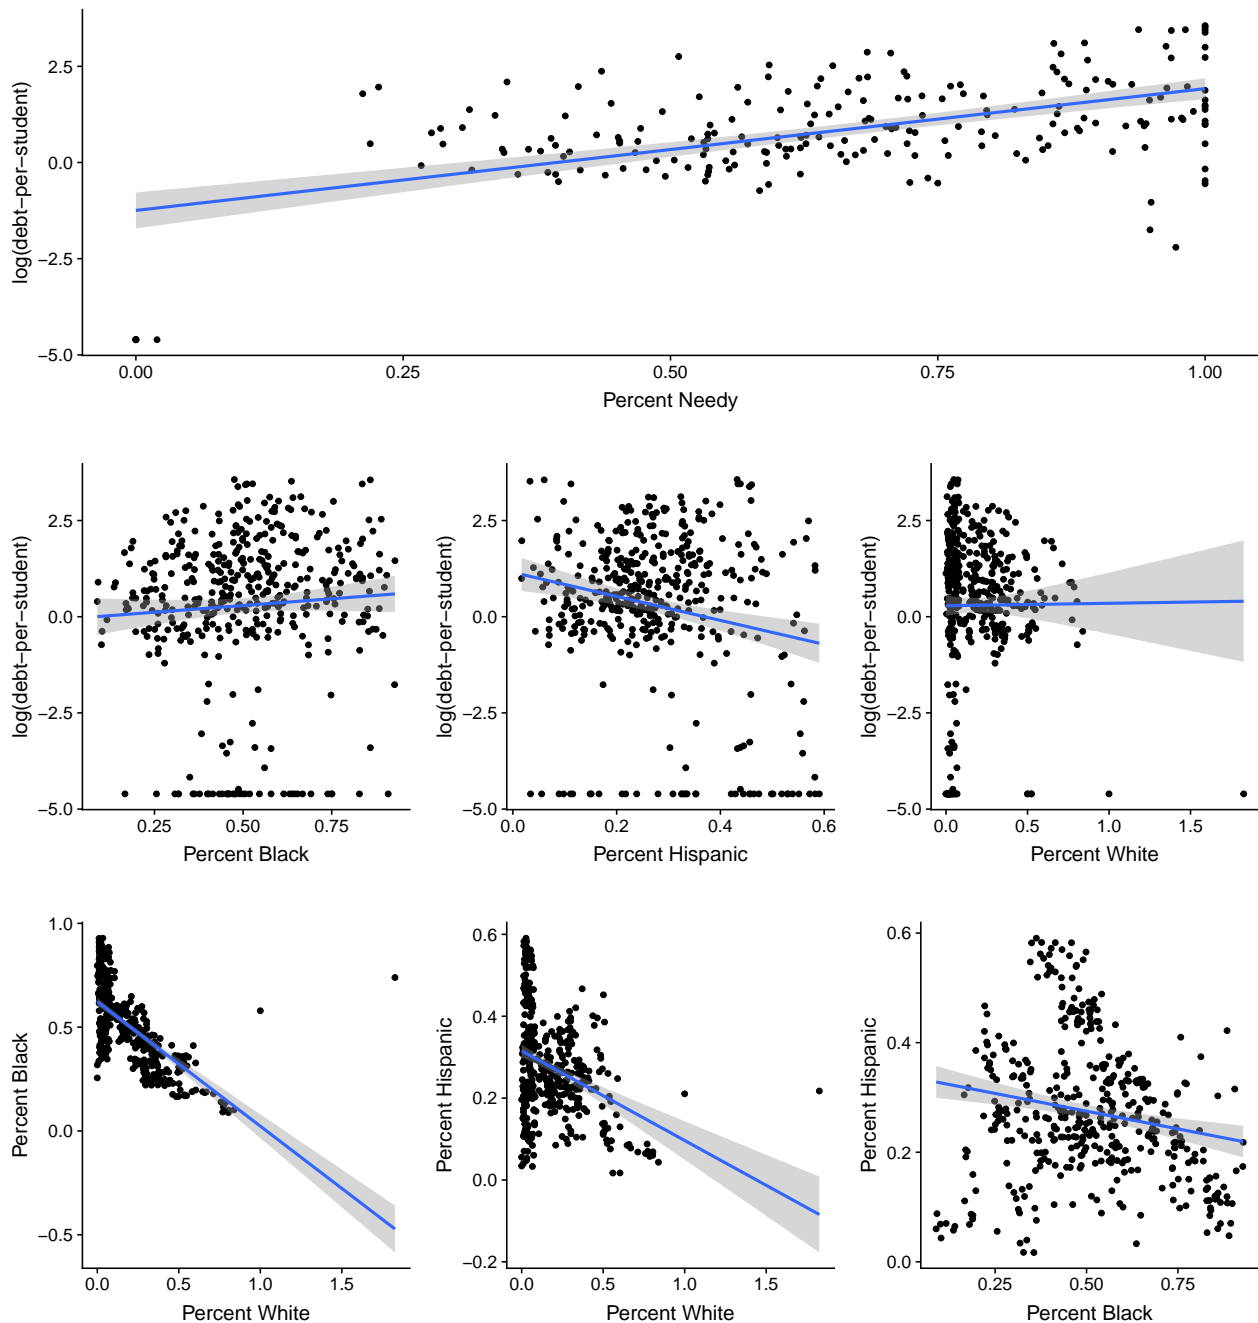 2.5
0.0
−2.5
−5.0
log(debt−per−student)
0.00 0.25 0.50 0.75 1.00
Percent Needy
2.5
0.0
−2.5
−5.0
log(debt−per−student)
0.25 0.50 0.75
Percent Black
2.5
0.0
−2.5
−5.0
log(debt−per−student)
0.0 0.2 0.4 0.6
Percent Hispanic
2.5
0.0
−2.5
−5.0
log(debt−per−student)
0.0 0.5 1.0 1.5
Percent White
1.0
0.5
0.0
−0.5
Percent Black
0.0 0.5 1.0 1.5
Percent White
0.6
0.4
0.2
0.0
−0.2
Percent Hispanic
0.0 0.5 1.0 1.5
Percent White
0.6
0.4
0.2
0.0
Percent Hispanic
0.25 0.50 0.75
Percent Black